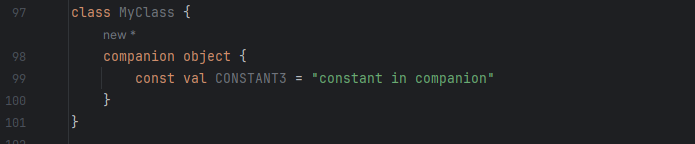 97 class MyClass {
new *
98 companion object {
99 const val CONSTANT3 = "constant in companion"
100 }
101 }